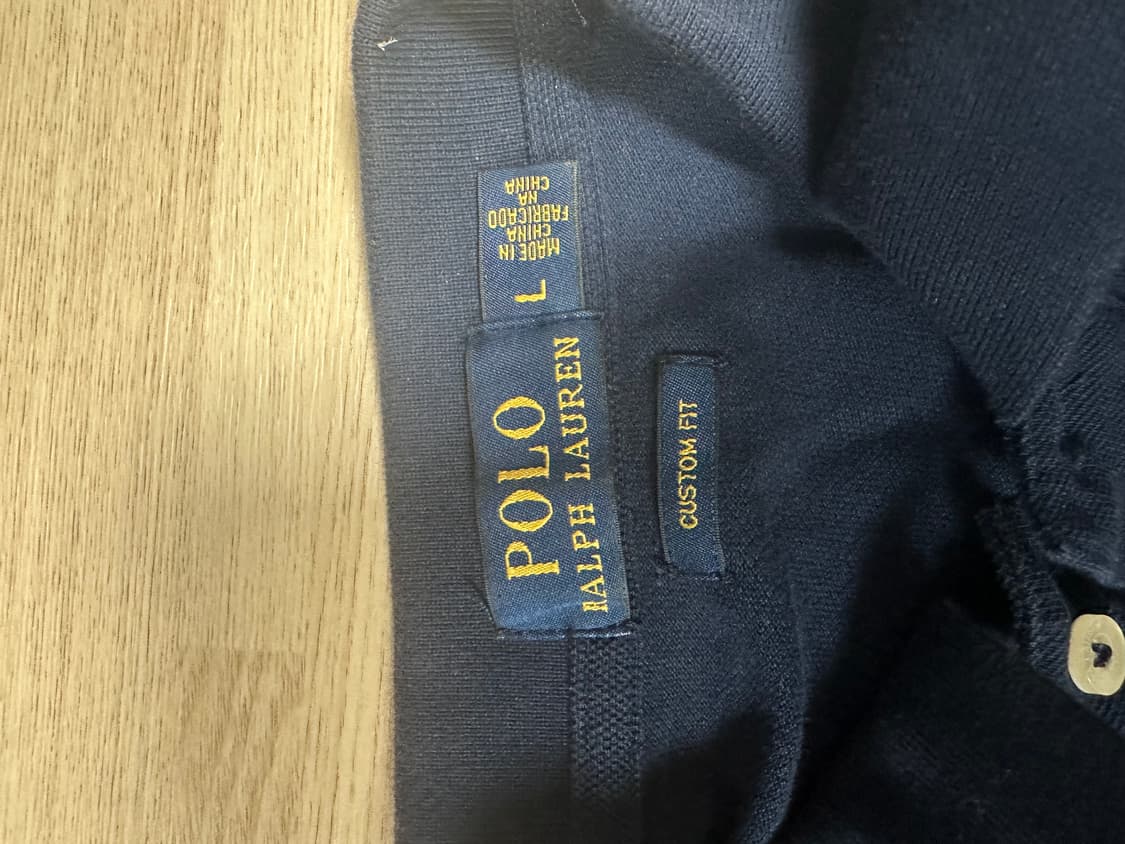 POLO
RALPH LAUREN
L
MADE IN
CHINA
FABRICADO
NA
CHINA
CUSTOM FIT